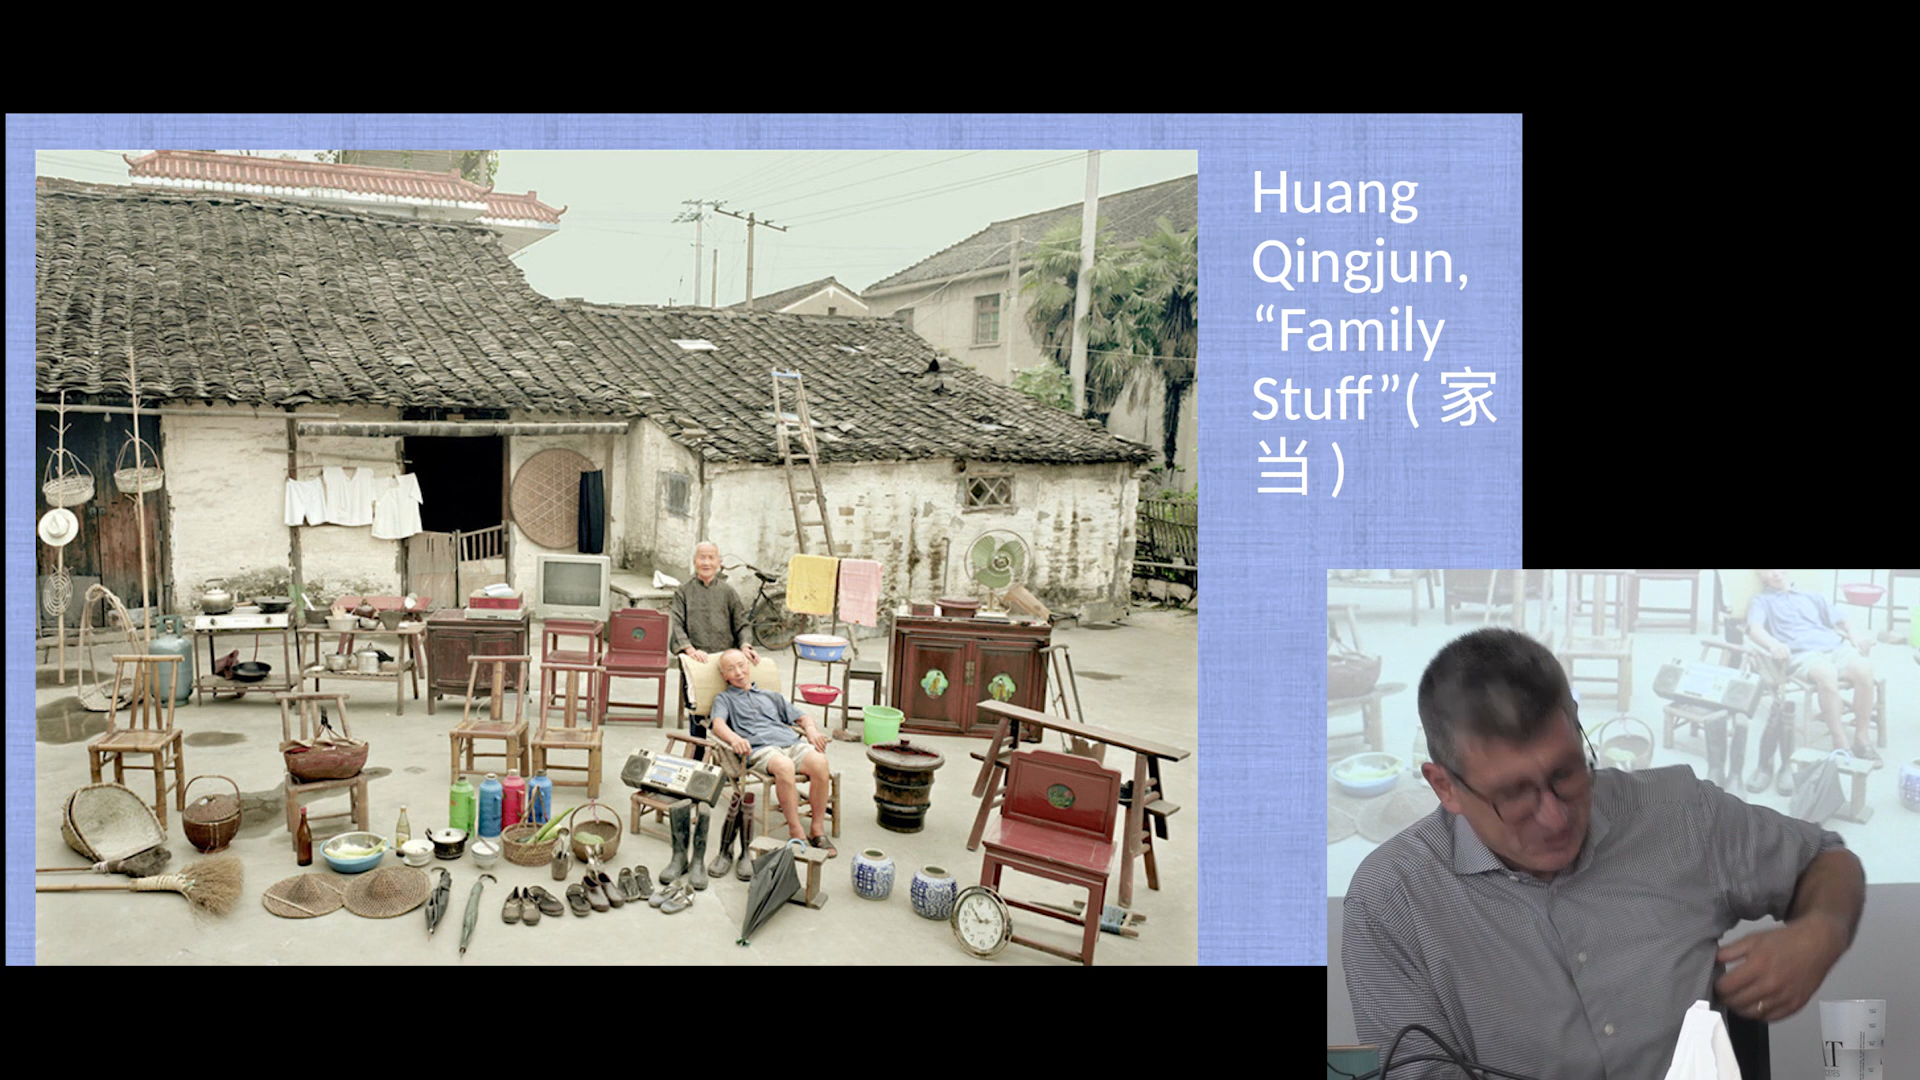 Huang
Qingjun,
“Family
Stuff”( 家
当 )